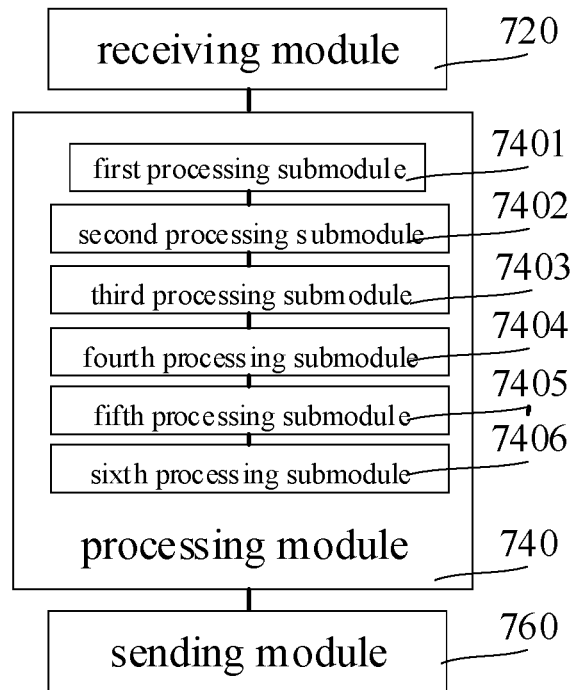 receiving module 720
first processing submodule 7401
second processing submodule 7402
third processing submodule 7403
fourth processing submodule 7404
fifth processing submodule 7405
sixth processing submodule 7406
processing module 740
sending module 760